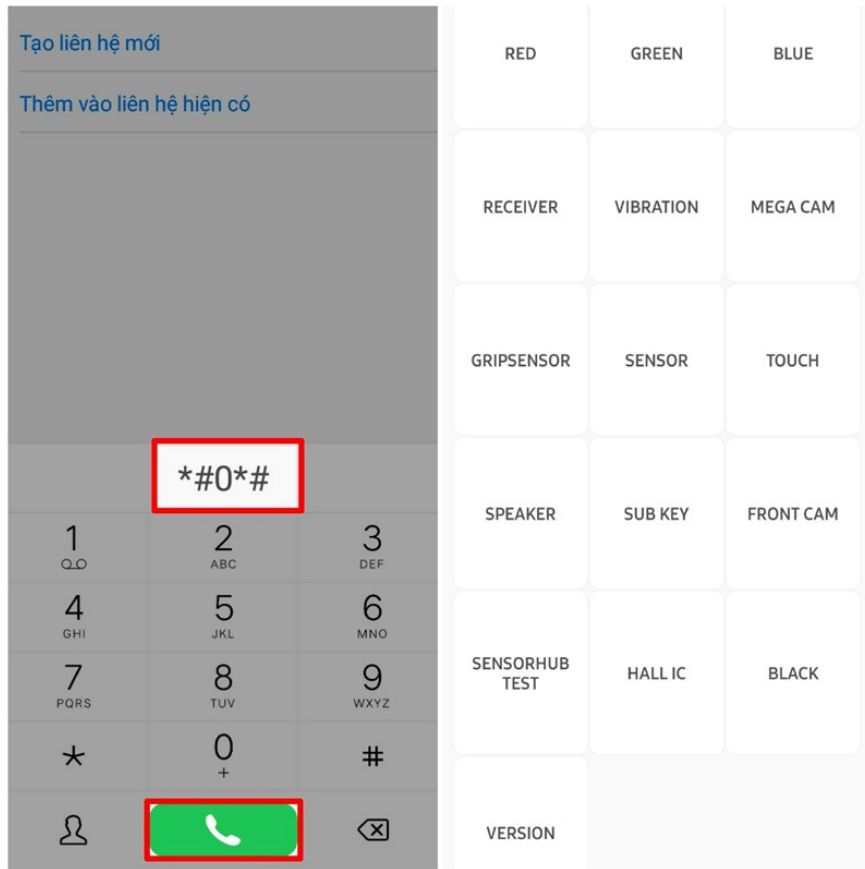 Tạo liên hệ mới
Thêm vào liên hệ hiện có
*#0*#
1
2
ABC
3
DEF
4
GHI
5
JKL
6
MNO
7
PQRS
8
TUV
9
WXYZ
*
0
+
#
RED
GREEN
BLUE
RECEIVER
VIBRATION
MEGA CAM
GRIPSENSOR
SENSOR
TOUCH
SPEAKER
SUB KEY
FRONT CAM
SENSORHUB
TEST
HALL IC
BLACK
VERSION